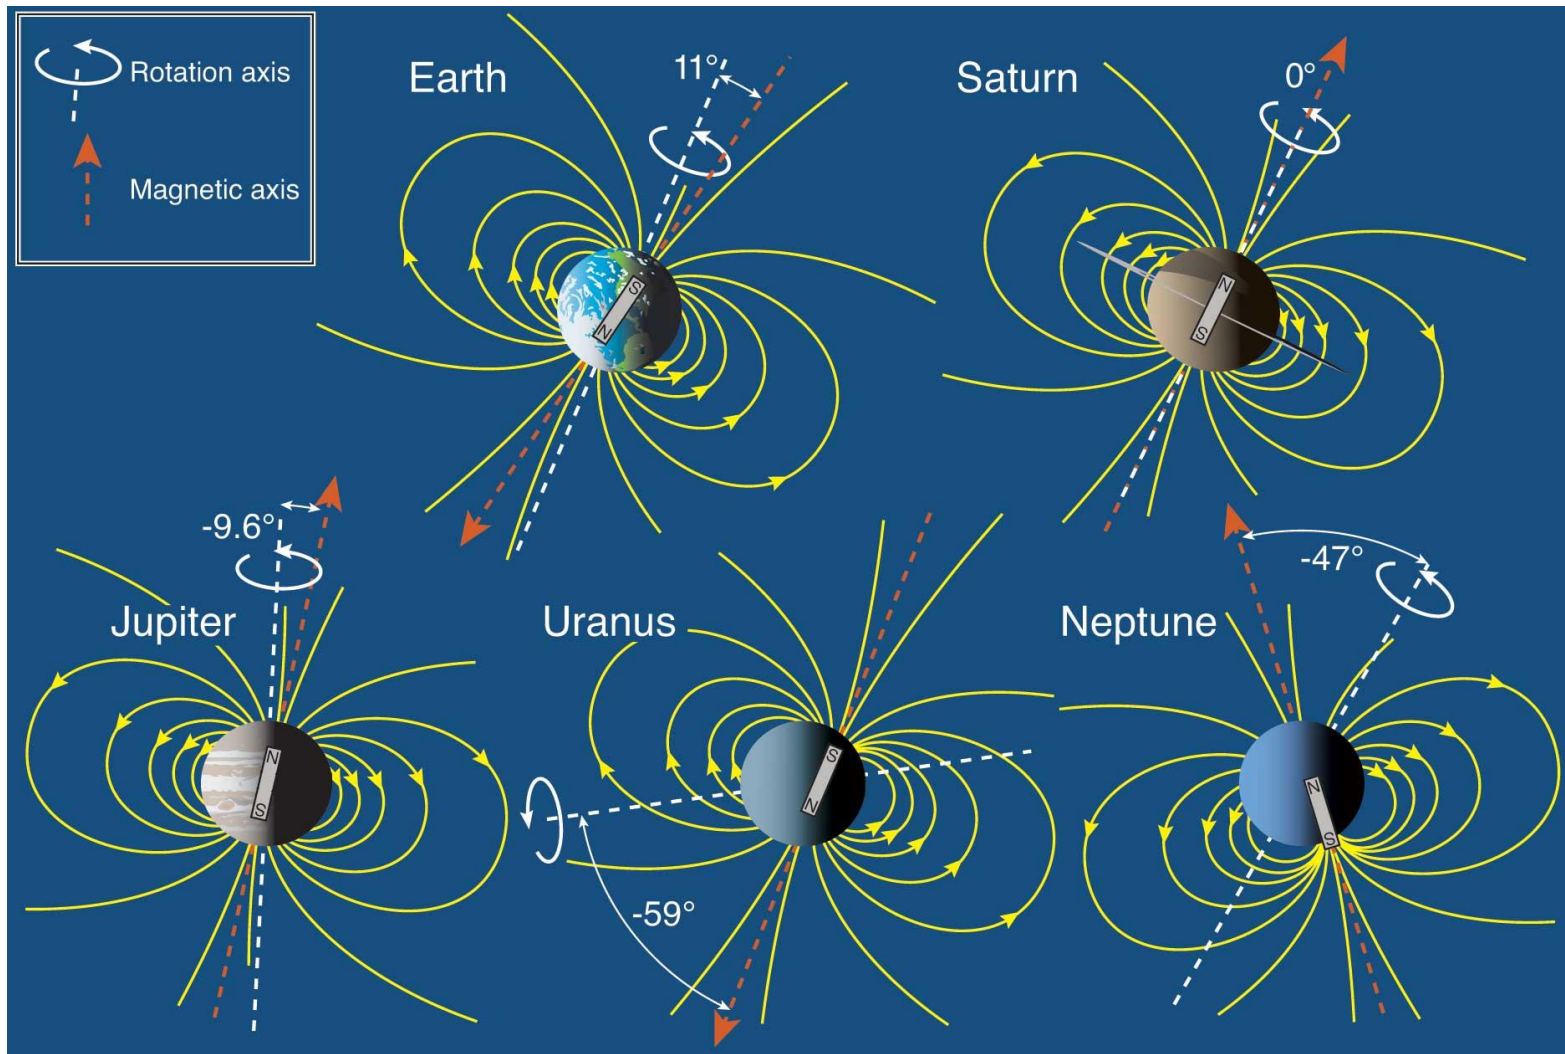 Rotation axis
Magnetic axis
Earth
11°
S
N
Saturn
0°
N
S
Jupiter
-9.6°
N
S
Uranus
-59°
S
N
Neptune
-47°
N
S